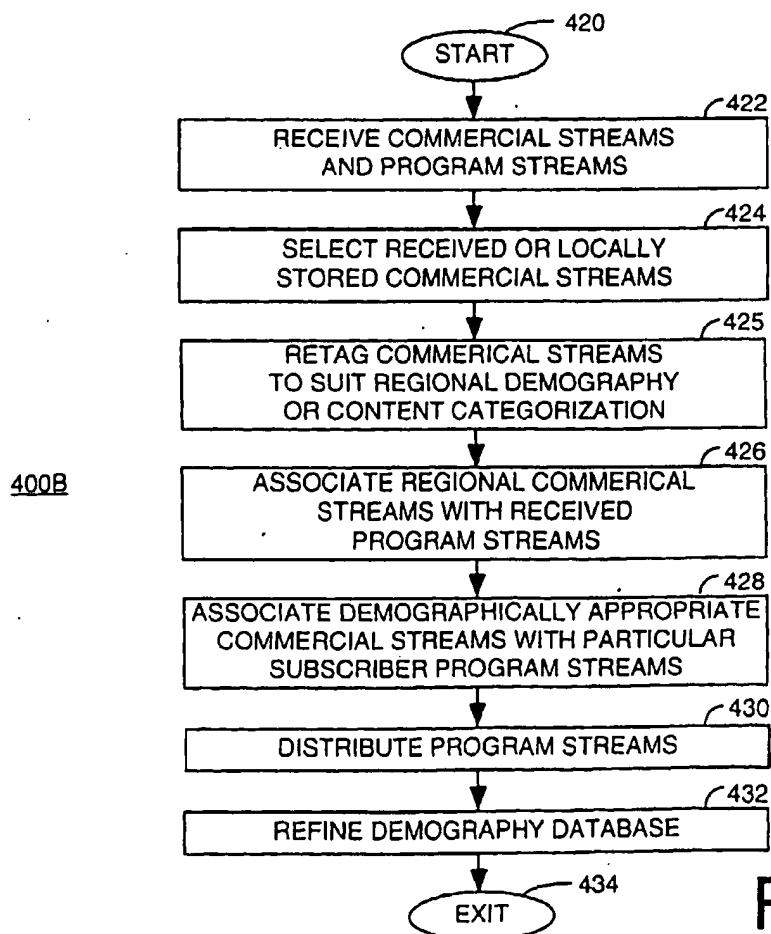 START
420
422
RECEIVE COMMERCIAL STREAMS
AND PROGRAM STREAMS
424
SELECT RECEIVED OR LOCALLY
STORED COMMERCIAL STREAMS
425
RETAG COMMERICAL STREAMS
TO SUIT REGIONAL DEMOGRAPHY
OR CONTENT CATEGORIZATION
400B
426
ASSOCIATE REGIONAL COMMERICAL
STREAMS WITH RECEIVED
PROGRAM STREAMS
428
ASSOCIATE DEMOGRAPHICALLY APPROPRIATE
COMMERCIAL STREAMS WITH PARTICULAR
SUBSCRIBER PROGRAM STREAMS
430
DISTRIBUTE PROGRAM STREAMS
432
REFINE DEMOGRAPHY DATABASE
434
EXIT